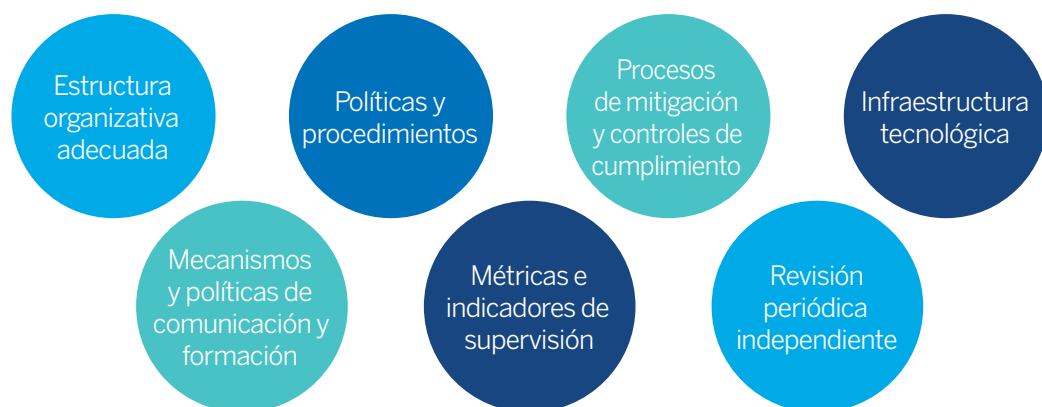 Estructura
organizativa
adecuada
Políticas y
procedimientos
Procesos
de mitigación
y controles de
cumplimiento
Infraestructura
tecnológica
Mecanismos
y políticas de
comunicación y
formación
Métricas e
indicadores de
supervisión
Revisión
periódica
independiente